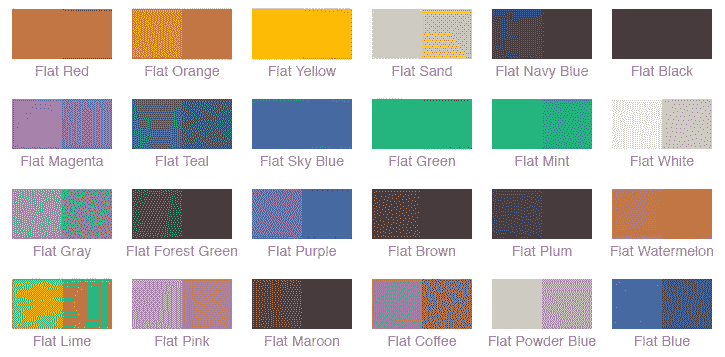 Flat Red Flat Orange Flat Yellow Flat Sand Flat Navy Blue Flat Black
Flat Magenta Flat Teal Flat Sky Blue Flat Green Flat Mint Flat White
Flat Gray Flat Forest Green Flat Purple Flat Brown Flat Plum Flat Watermelon
Flat Lime Flat Pink Flat Maroon Flat Coffee Flat Powder Blue Flat Blue